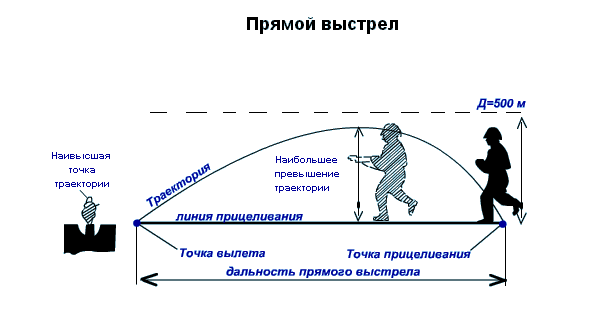 Прямой выстрел
Д=500 м
Наивысшая
точка
траектории
Траектория
Наибольшее
превышение
траектории
линия прицеливания
Точка вылета
Точка прицеливания
дальность прямого выстрела